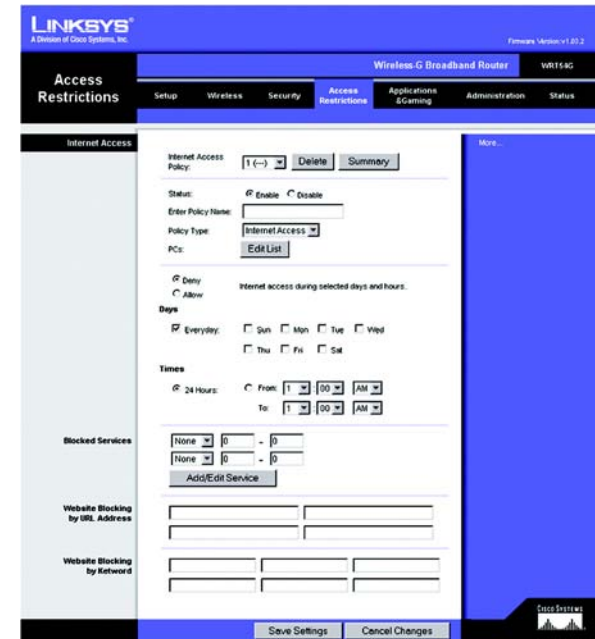 LINKSYS®
A Division of Cisco Systems, Inc.
Firmware Version: v1.03.2
Wireless-G Broadband Router WRT54G
Access Restrictions
Setup Wireless Security Access Restrictions Applications & Gaming Administration Status
Internet Access
More...
Internet Access Policy: 1 (---) Delete Summary
Status: Enable Disable
Enter Policy Name:
Policy Type: Internet Access
PCs: Edit List
Deny
Allow
Internet access during selected days and hours.
Days
Everyday. Sun Mon Tue Wed
Thu Fri Sat
Times
24 Hours: From: 1 : 00 AM
To: 1 : 00 AM
Blocked Services
None 0 - 0
None 0 - 0
Add/Edit Service
Website Blocking by URL Address
Website Blocking by Ketword
Save Settings Cancel Changes
CISCO SYSTEMS